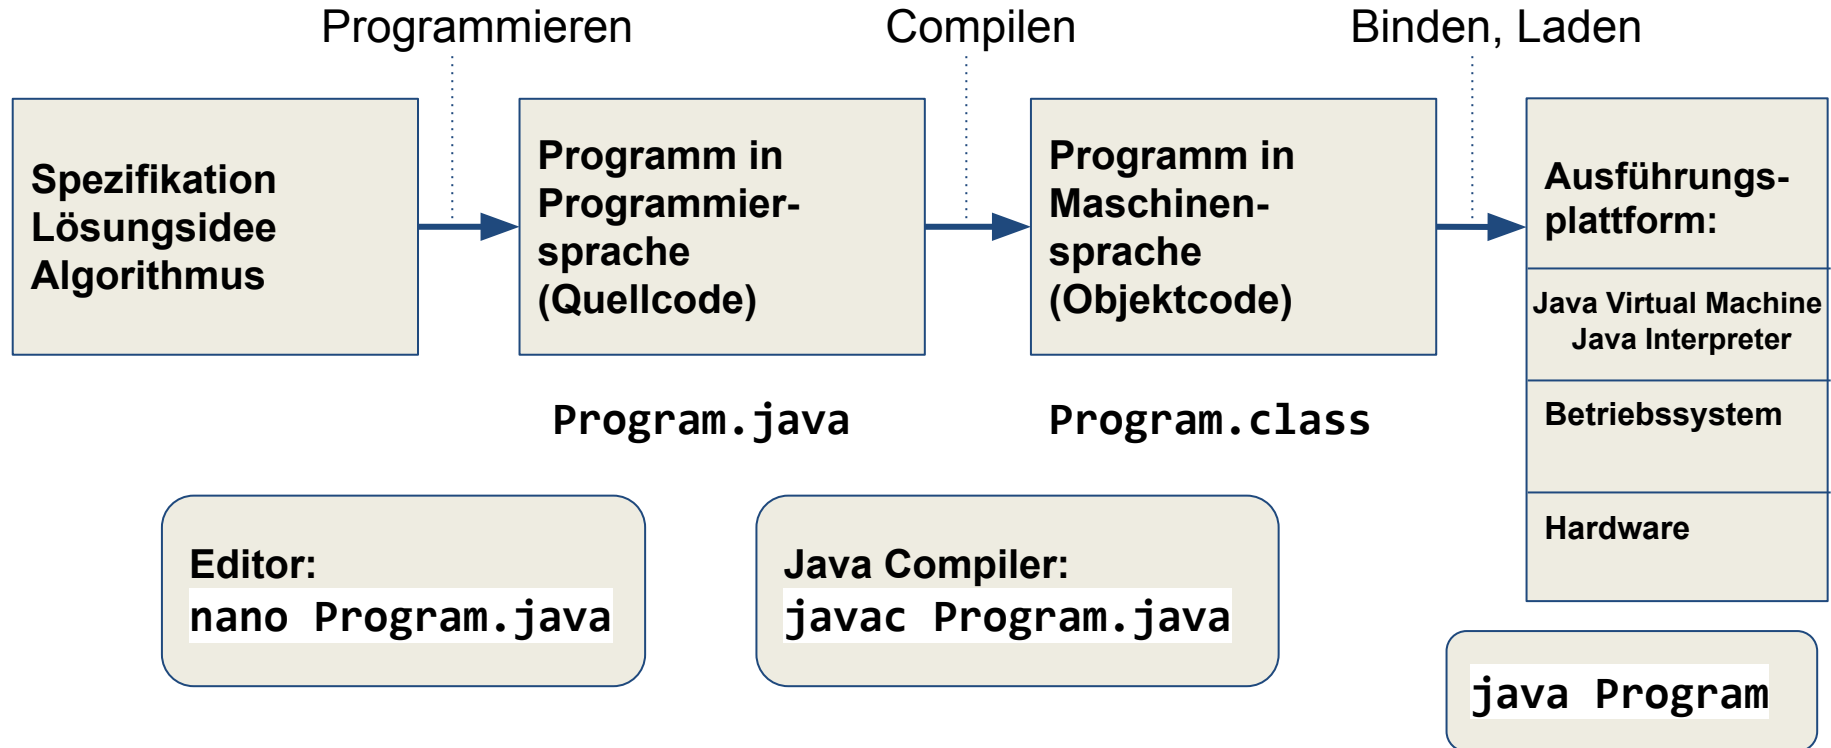 Programmieren
Compilen
Binden, Laden
Spezifikation
Lösungsidee
Algorithmus
Programm in
Programmier-
sprache
(Quellcode)
Programm in
Maschinen-
sprache
(Objektcode)
Ausführungs-
plattform:
Java Virtual Machine
Java Interpreter
Betriebssystem
Hardware
Program.java
Program.class
Editor:
nano Program.java
Java Compiler:
javac Program.java
java Program